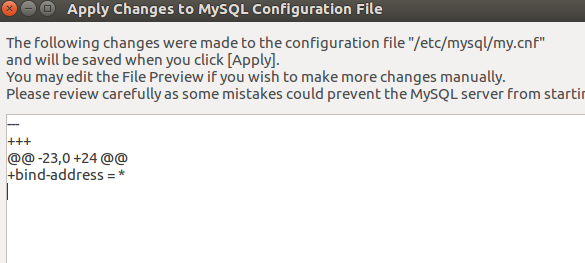 Apply Changes to MySQL Configuration File
The following changes were made to the configuration file "/etc/mysql/my.cnf"
and will be saved when you click [Apply].
You may edit the File Preview if you wish to make more changes manually.
Please review carefully as some mistakes could prevent the MySQL server from startin
---
+++
@@ -23,0 +24 @@
+bind-address = *